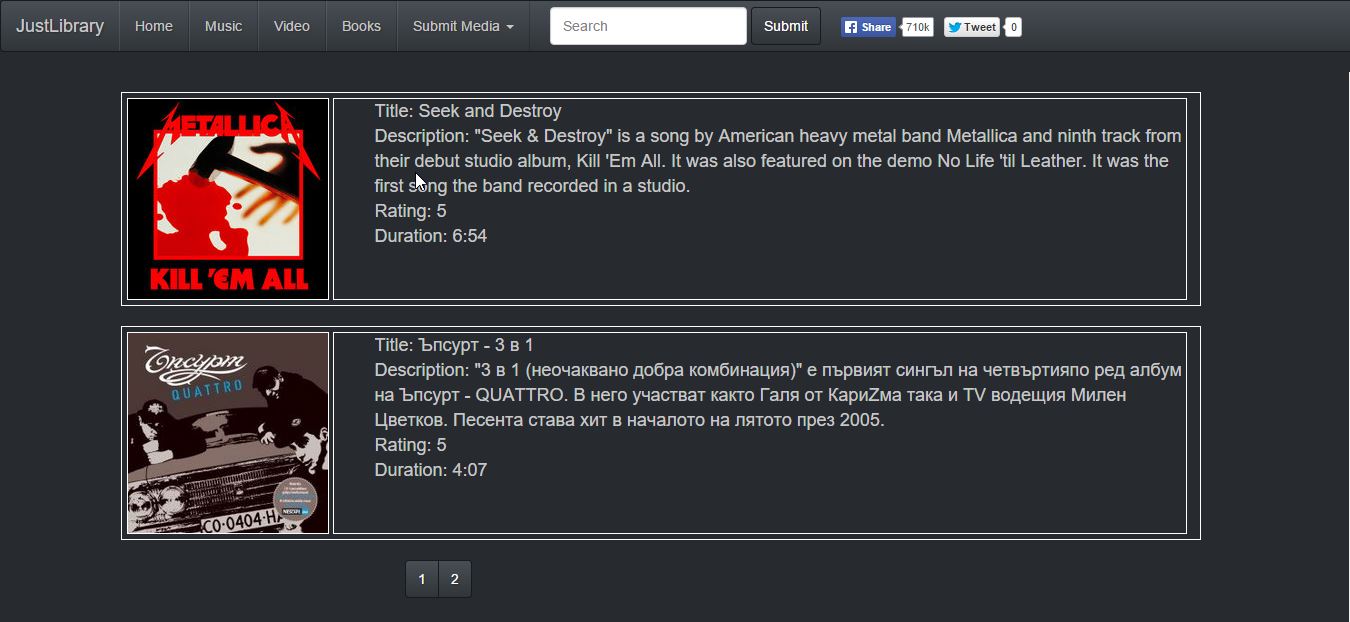 JustLibrary Home Music Video Books Submit Media Search Submit Share 710k Tweet 0
METALLICA
KILL 'EM ALL
Title: Seek and Destroy
Description: "Seek & Destroy" is a song by American heavy metal band Metallica and ninth track from
their debut studio album, Kill 'Em All. It was also featured on the demo No Life 'til Leather. It was the
first song the band recorded in a studio.
Rating: 5
Duration: 6:54
Ъпсурт
QUATTRO
CO·0404·H
Title: Ъпсурт - 3 в 1
Description: "3 в 1 (неочаквано добра комбинация)" е първият сингъл на четвъртияпо ред албум
на Ъпсурт - QUATTRO. В него участват както Галя от КариZма така и TV водещия Милен
Цветков. Песента става хит в началото на лятото през 2005.
Rating: 5
Duration: 4:07
1 2